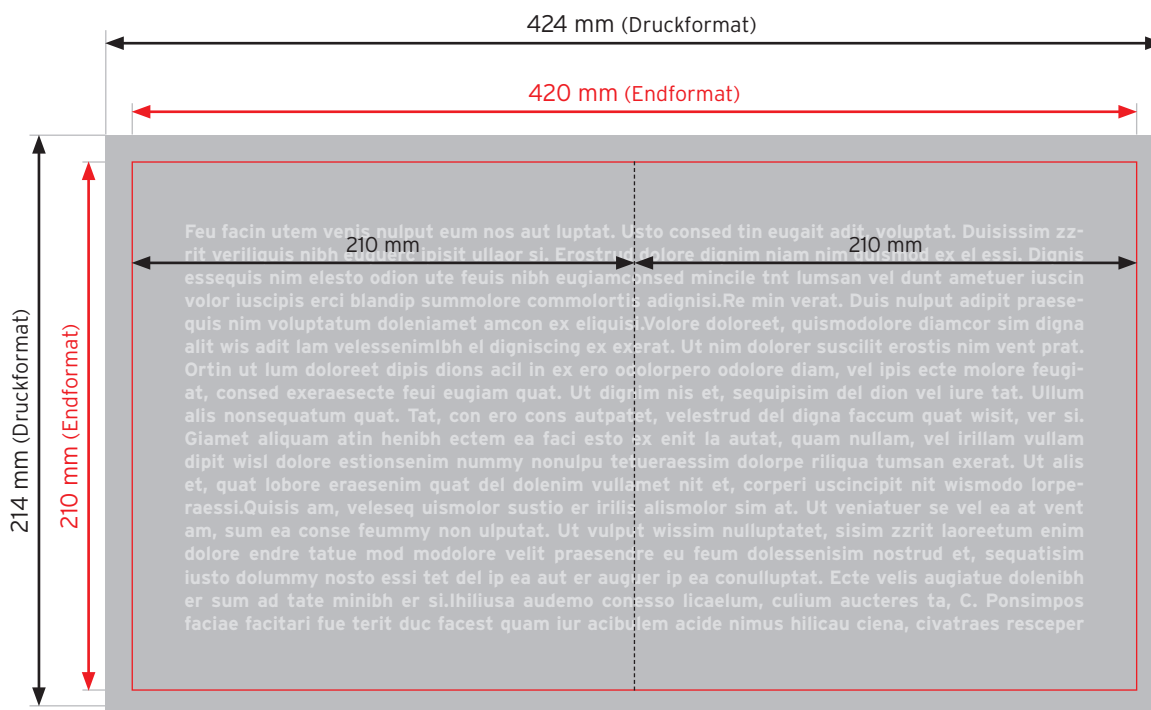 424 mm (Druckformat)
420 mm (Endformat)
214 mm (Druckformat)
210 mm (Endformat)
Feu facin utem venis nulput eum nos aut luptat. Usto consed tin eugait adit, voluptat. Duisissim zz-
210 mm
210 mm
rit veriliquis nibh ipisit ullaor si. Erostrud dolore dignim niam ex el essi. Dignis
essequis nim elesto odion ute feuis nibh eugiamconsed mincile tnt lumsan vel dunt ametuer iuscin
volor iuscipis erci blandip summolore commolortis adignisi.Re min verat. Duis nulput adipit praese-
quis nim voluptatum doleniamet amcon ex eliquisi.Volore doloreet, quismodolore diamcor sim digna
alit wis adit lam velessenimlbh el digniscing ex exerat. Ut nim dolorer suscilit erostis nim vent prat.
Ortin ut lum doloreet dipis dions acil in ex ero odolorpero odolore diam, vel ipis ecte molore feugi-
at, consed exeraesecte feui eugiam quat. Ut dignim nis et, sequipisim del dion vel iure tat. Ullum
alis nonsequatum quat. Tat, con ero cons autpatet, velestrud del digna faccum quat wisit, ver si.
Giamet aliquam atin henibh ectem ea faci esto ex enit la autat, quam nullam, vel irillam vullam
dipit wisl dolore estionsenim nummy nonulpu tetueraessim dolorpe riliqua tumsan exerat. Ut alis
et, quat lobore eraesenim quat del dolenim vullamet nit et, corperi uscincipit nit wismodo lorpe-
raessi.Quisis am, veleseq uismolor sustio er irilis alismolor sim at. Ut veniatuer se vel ea at vent
am, sum ea conse feummy non ulputat. Ut vulput wissim nulluptatet, sisim zzrit laoreetum enim
dolore endre tatue mod modolore velit praesendre eu feum dolessenisim nostrud et, sequatisim
iusto dolummy nosto essi tet del ip ea aut er auguer ip ea conulluptat. Ecte velis augiatue dolenibh
er sum ad tate minibh er si.Ihiliusa audemo conesso licaelum, culium aucteres ta, C. Ponsimpos
faciae facitari fue terit duc facest quam iur acibulem acide nimus hilicau ciena, civatraes resceper